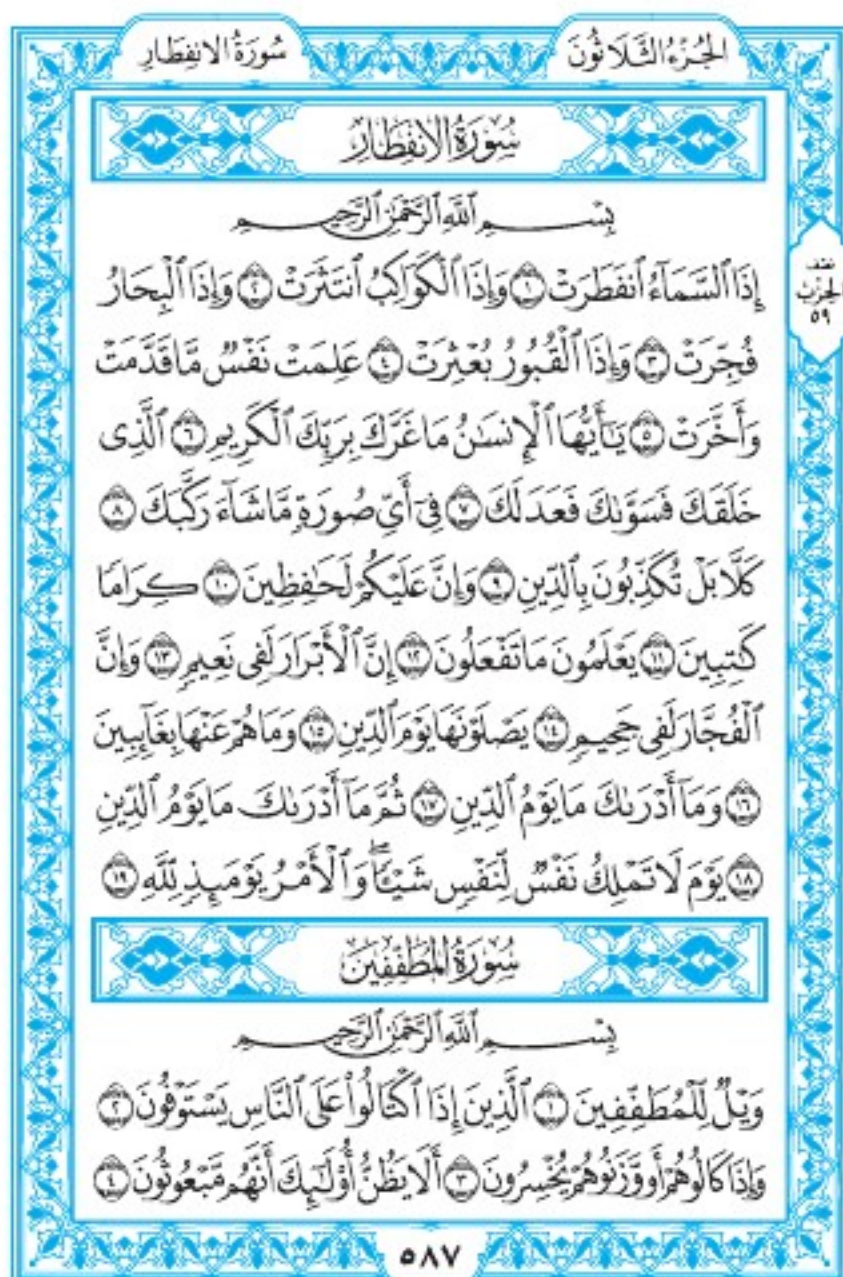 الجُزْءُ الثَّلَاثُونَ
سُورَةُ الانفِطَارِ
سُورَةُ الانفِطَارِ
بِسْمِ ٱللَّهِ ٱلرَّحْمَٰنِ ٱلرَّحِيمِ
إِذَا ٱلسَّمَآءُ ٱنفَطَرَتْ ١ وَإِذَا ٱلْكَوَاكِبُ ٱنتَثَرَتْ ٢ وَإِذَا ٱلْبِحَارُ
نصف
الحزب
٥٩
فُجِّرَتْ ٣ وَإِذَا ٱلْقُبُورُ بُعْثِرَتْ ٤ عَلِمَتْ نَفْسٌ مَّا قَدَّمَتْ
وَأَخَّرَتْ ٥ يَٰٓأَيُّهَا ٱلْإِنسَٰنُ مَا غَرَّكَ بِرَبِّكَ ٱلْكَرِيمِ ٦ ٱلَّذِى
خَلَقَكَ فَسَوَّىٰكَ فَعَدَلَكَ ٧ فِىٓ أَىِّ صُورَةٍ مَّا شَآءَ رَكَّبَكَ ٨
كَلَّا بَلْ تُكَذِّبُونَ بِٱلدِّينِ ٩ وَإِنَّ عَلَيْكُمْ لَحَٰفِظِينَ ١٠ كِرَامًا
كَٰتِبِينَ ١١ يَعْلَمُونَ مَا تَفْعَلُونَ ١٢ إِنَّ ٱلْأَبْرَارَ لَفِى نَعِيمٍ ١٣ وَإِنَّ
ٱلْفُجَّارَ لَفِى جَحِيمٍ ١٤ يَصْلَوْنَهَا يَوْمَ ٱلدِّينِ ١٥ وَمَا هُمْ عَنْهَا بِغَآئِبِينَ
١٦ وَمَآ أَدْرَىٰكَ مَا يَوْمُ ٱلدِّينِ ١٧ ثُمَّ مَآ أَدْرَىٰكَ مَا يَوْمُ ٱلدِّينِ
١٨ يَوْمَ لَا تَمْلِكُ نَفْسٌ لِّنَفْسٍ شَيْـًٔا ۖ وَٱلْأَمْرُ يَوْمَئِذٍ لِّلَّهِ ١٩
سُورَةُ المُطَفِّفِينَ
بِسْمِ ٱللَّهِ ٱلرَّحْمَٰنِ ٱلرَّحِيمِ
وَيْلٌ لِّلْمُطَفِّفِينَ ١ ٱلَّذِينَ إِذَا ٱكْتَالُوا۟ عَلَى ٱلنَّاسِ يَسْتَوْفُونَ ٢
وَإِذَا كَالُوهُمْ أَو وَّزَنُوهُمْ يُخْسِرُونَ ٣ أَلَا يَظُنُّ أُو۟لَٰٓئِكَ أَنَّهُم مَّبْعُوثُونَ ٤
٥٨٧